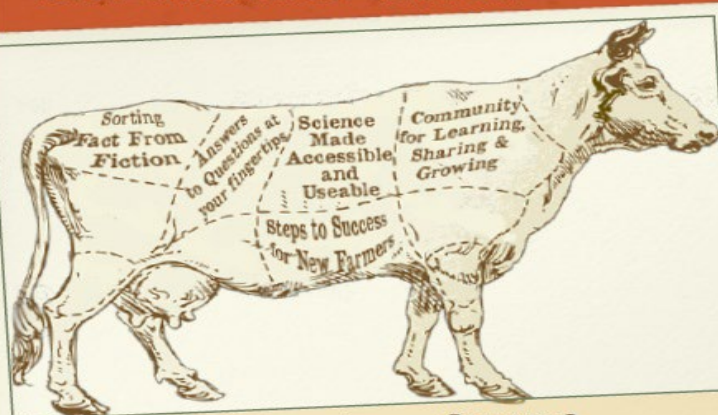 Sorting
Fact From
Fiction
Answers
to Questions at
your fingertips
Science
Made
Accessible
and
Useable
Community
for Learning,
Sharing &
Growing
Steps to Success
for New Farmers